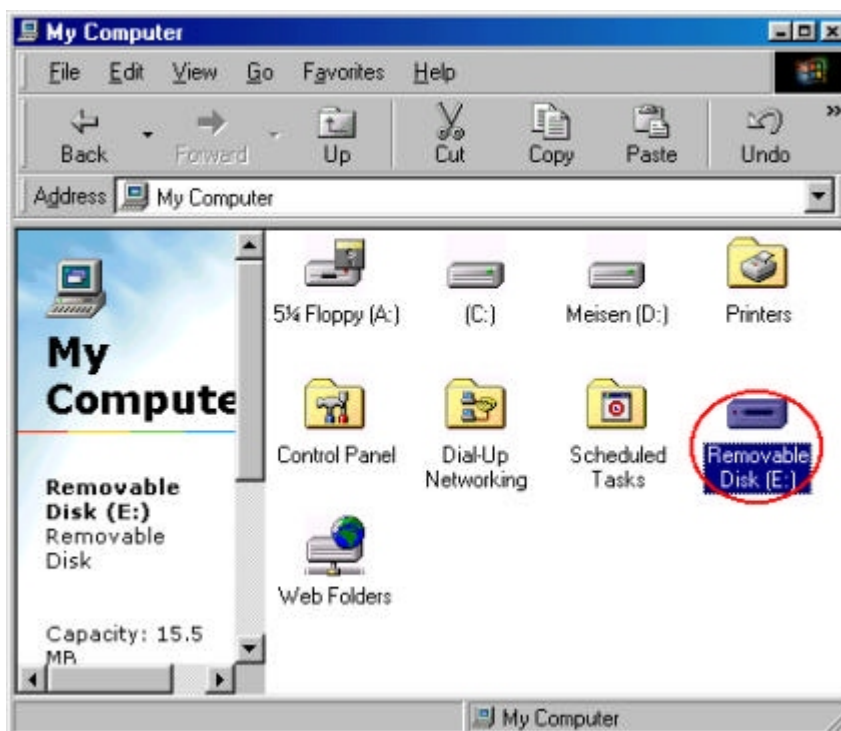 My Computer
File Edit View Go Favorites Help
Back Forward Up Cut Copy Paste Undo »
Address My Computer
5¼ Floppy (A:) (C:) Meisen (D:) Printers
My
Compute
Control Panel Dial-Up
Networking Scheduled
Tasks Removable
Disk (E:)
Removable
Disk (E:)
Removable
Disk
Web Folders
Capacity: 15.5
MB
My Computer